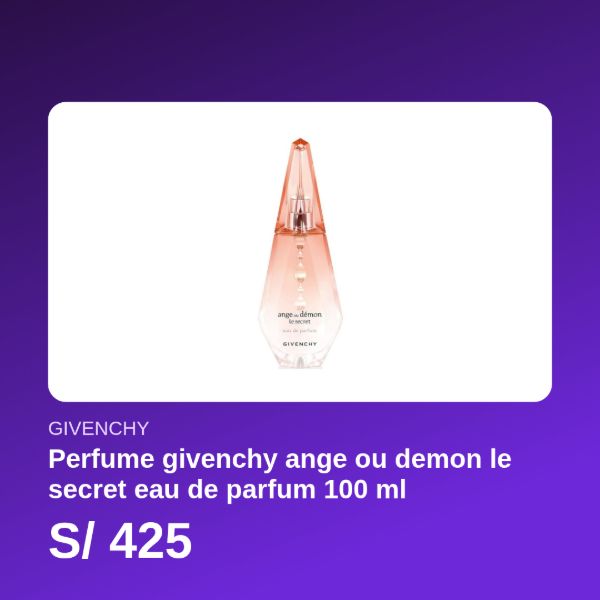 ange ou démon
le secret
eau de parfum
GIVENCHY
GIVENCHY
Perfume givenchy ange ou demon le
secret eau de parfum 100 ml
S/ 425